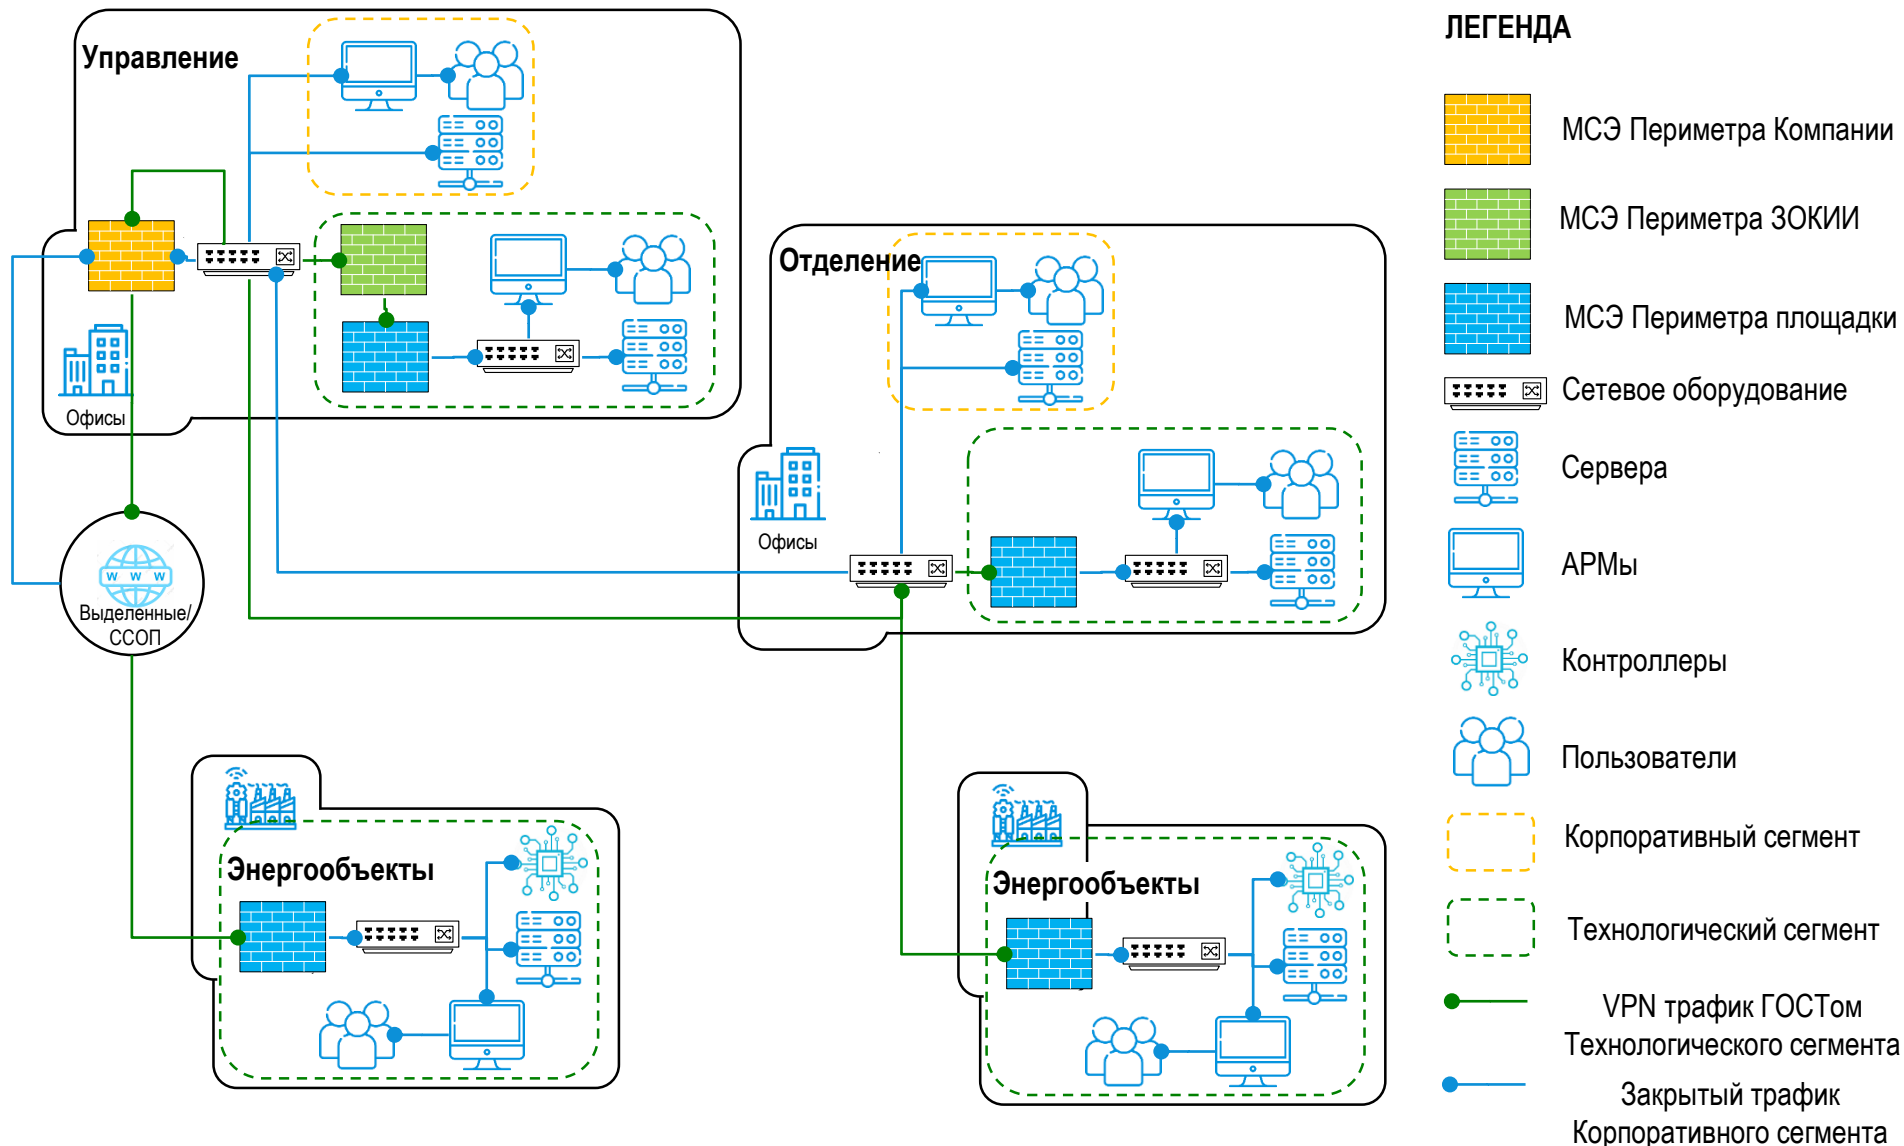 Управление
Офисы
W W W
Выделенные/
ССОП
Отделение
Офисы
Энергообъекты
Энергообъекты
ЛЕГЕНДА
МСЭ Периметра Компании
МСЭ Периметра ЗОКИИ
МСЭ Периметра площадки
Сетевое оборудование
Сервера
АРМы
Контроллеры
Пользователи
Корпоративный сегмент
Технологический сегмент
VPN трафик ГОСТом
Технологического сегмента
Закрытый трафик
Корпоративного сегмента